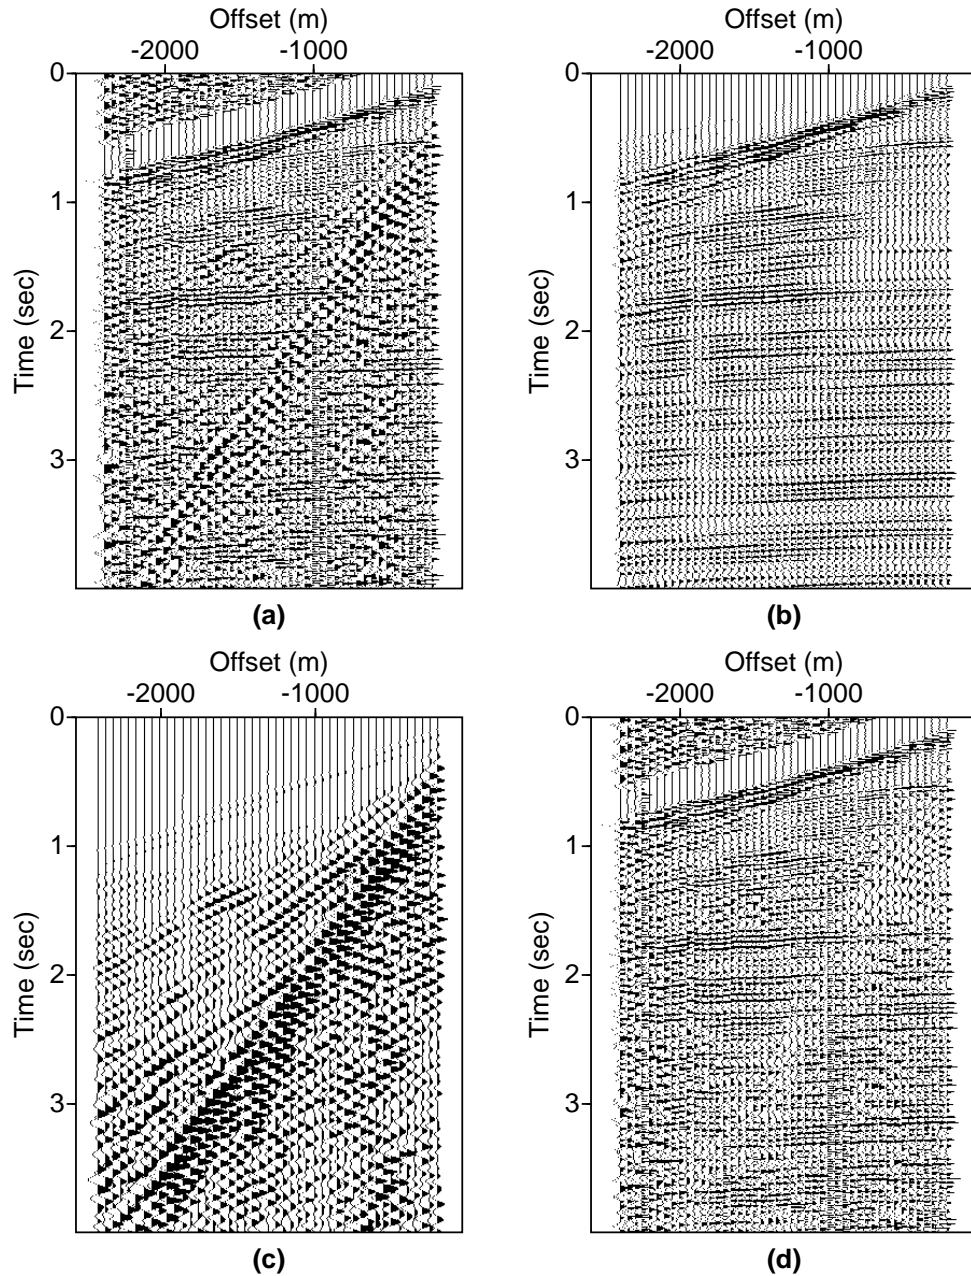 Offset (m)
-2000 -1000
0
1
2
3
Time (sec)
(a)
Offset (m)
-2000 -1000
0
1
2
3
Time (sec)
(b)
Offset (m)
-2000 -1000
0
1
2
3
Time (sec)
(c)
Offset (m)
-2000 -1000
0
1
2
3
Time (sec)
(d)